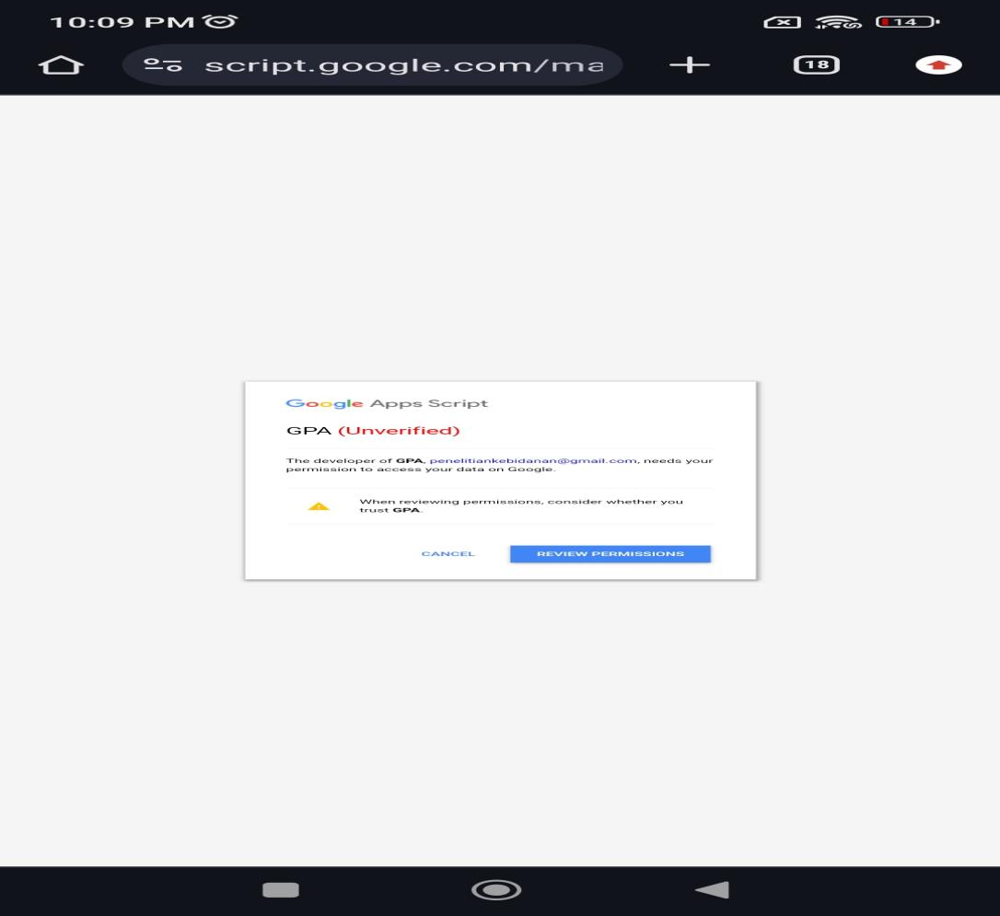 10:09 PM
14
script.google.com/ma
18
Google Apps Script
GPA (Unverified)
The developer of GPA, penelitiankebidanan@gmail.com, needs your
permission to access your data on Google.
When reviewing permissions, consider whether you
trust GPA.
CANCEL
REVIEW PERMISSIONS